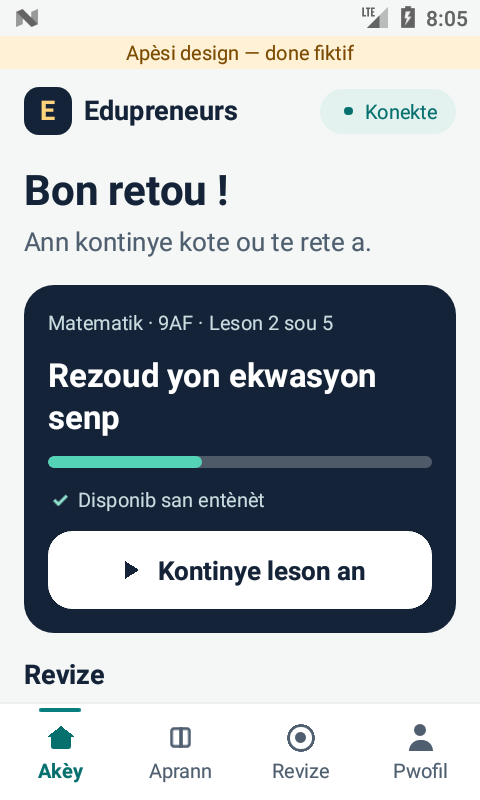 LTE 8:05
Apèsi design — done fiktif
E Edupreneurs
Konekte
Bon retou !
Ann kontinye kote ou te rete a.
Matematik · 9AF · Leson 2 sou 5
Rezoud yon ekwasyon
senp
Disponib san entènèt
Kontinye leson an
Revize
Akèy Aprann Revize Pwofil